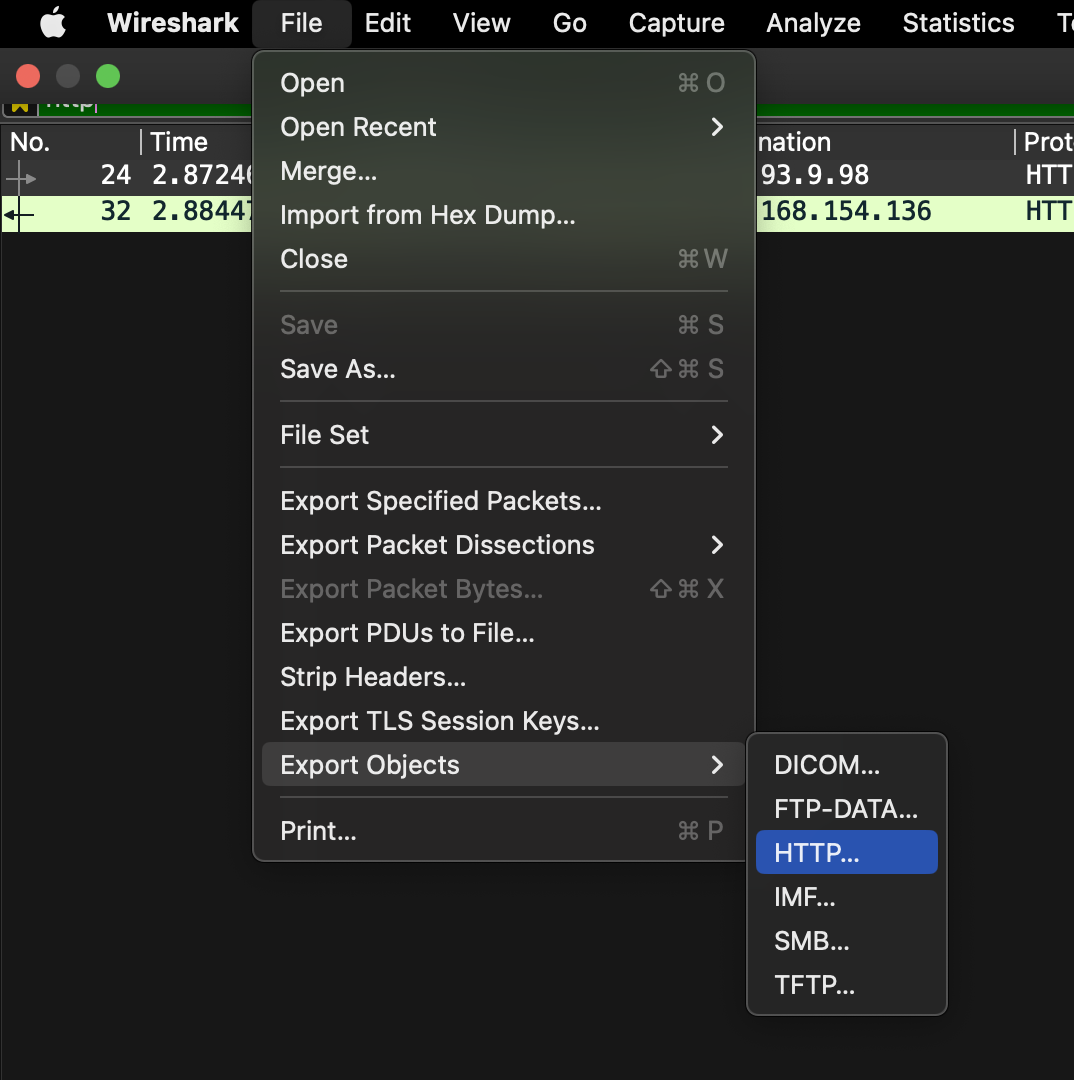 Wireshark File Edit View Go Capture Analyze Statistics
http
No. Time nation Prot
24 2.87246 93.9.98 HTT
32 2.88447 168.154.136 HTT
Open ⌘ O
Open Recent
Merge...
Import from Hex Dump...
Close ⌘ W
Save ⌘ S
Save As... ⇧ ⌘ S
File Set
Export Specified Packets...
Export Packet Dissections
Export Packet Bytes... ⇧ ⌘ X
Export PDUs to File...
Strip Headers...
Export TLS Session Keys...
Export Objects
Print... ⌘ P
DICOM...
FTP-DATA...
HTTP...
IMF...
SMB...
TFTP...